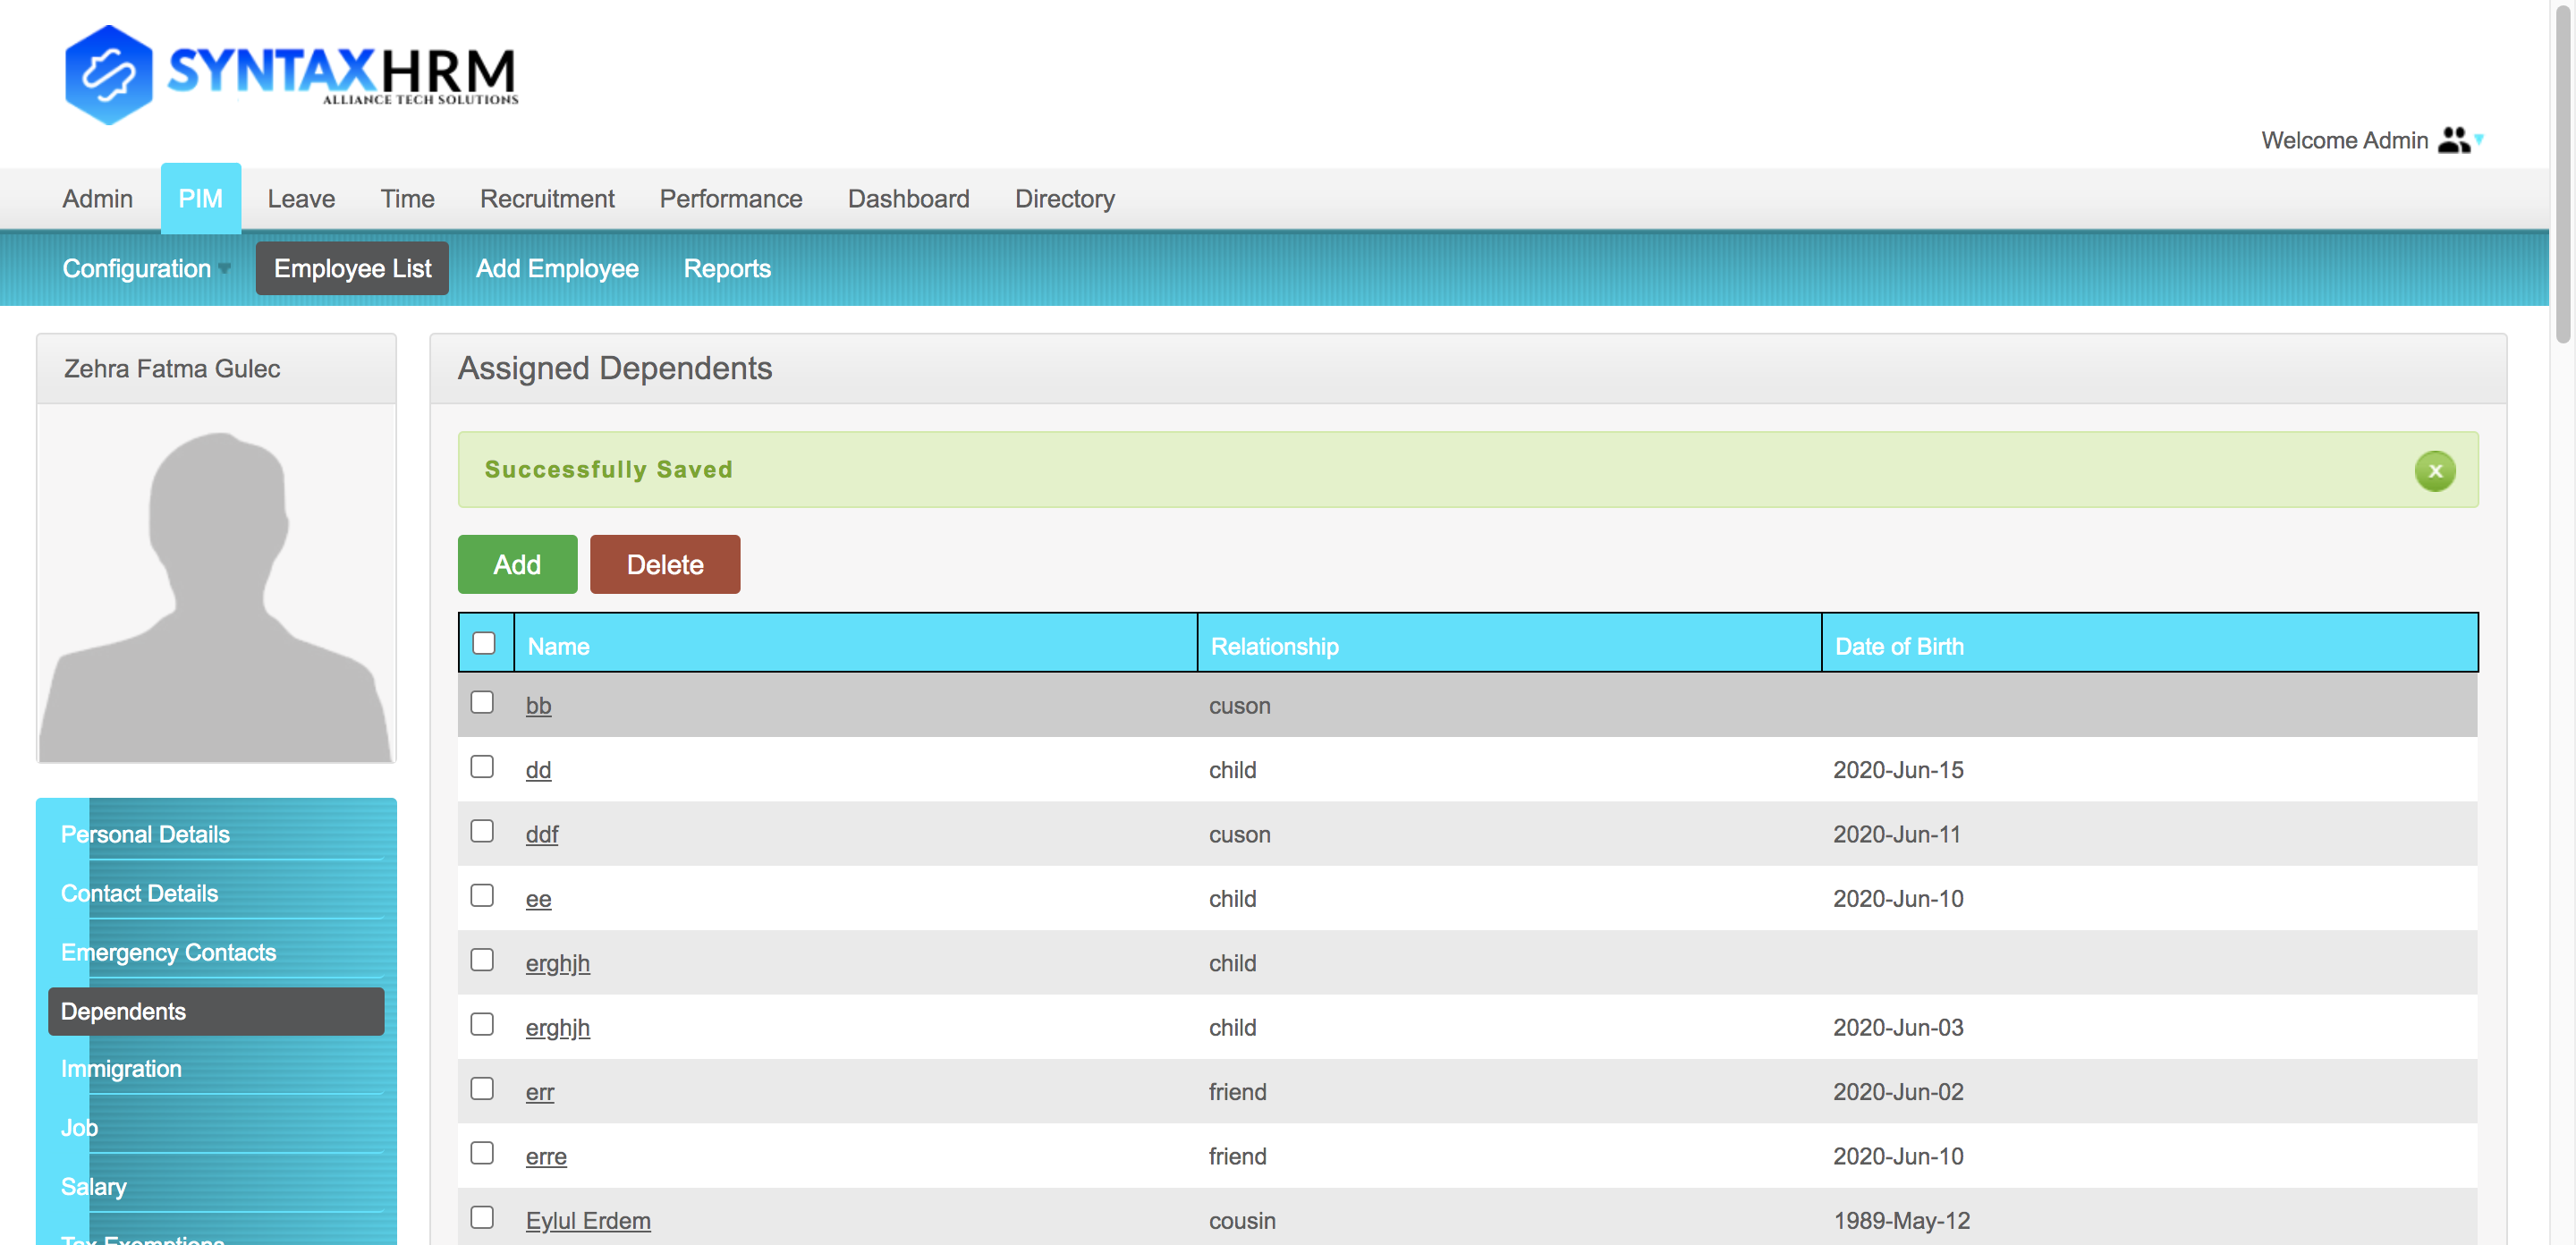 SYNTAXHRM
ALLIANCE TECH SOLUTIONS
Welcome Admin
Admin PIM Leave Time Recruitment Performance Dashboard Directory
Configuration Employee List Add Employee Reports
Zehra Fatma Gulec
Assigned Dependents
Successfully Saved
x
Add Delete
Name Relationship Date of Birth
bb cuson
dd child 2020-Jun-15
ddf cuson 2020-Jun-11
ee child 2020-Jun-10
erghjh child
erghjh child 2020-Jun-03
err friend 2020-Jun-02
erre friend 2020-Jun-10
Eylul Erdem cousin 1989-May-12
Personal Details
Contact Details
Emergency Contacts
Dependents
Immigration
Job
Salary
Tax Exemptions